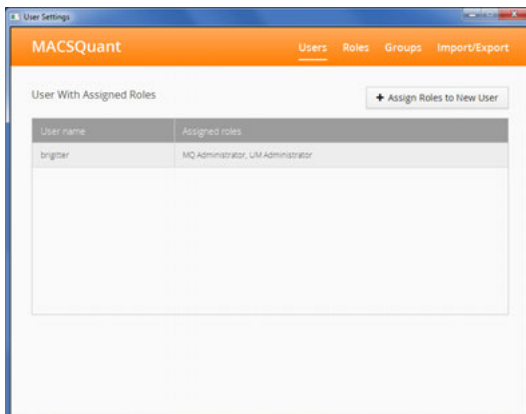 User Settings
MACSQuant
Users Roles Groups Import/Export
User With Assigned Roles
+ Assign Roles to New User
User name Assigned roles
brigitter MQ Administrator, UM Administrator